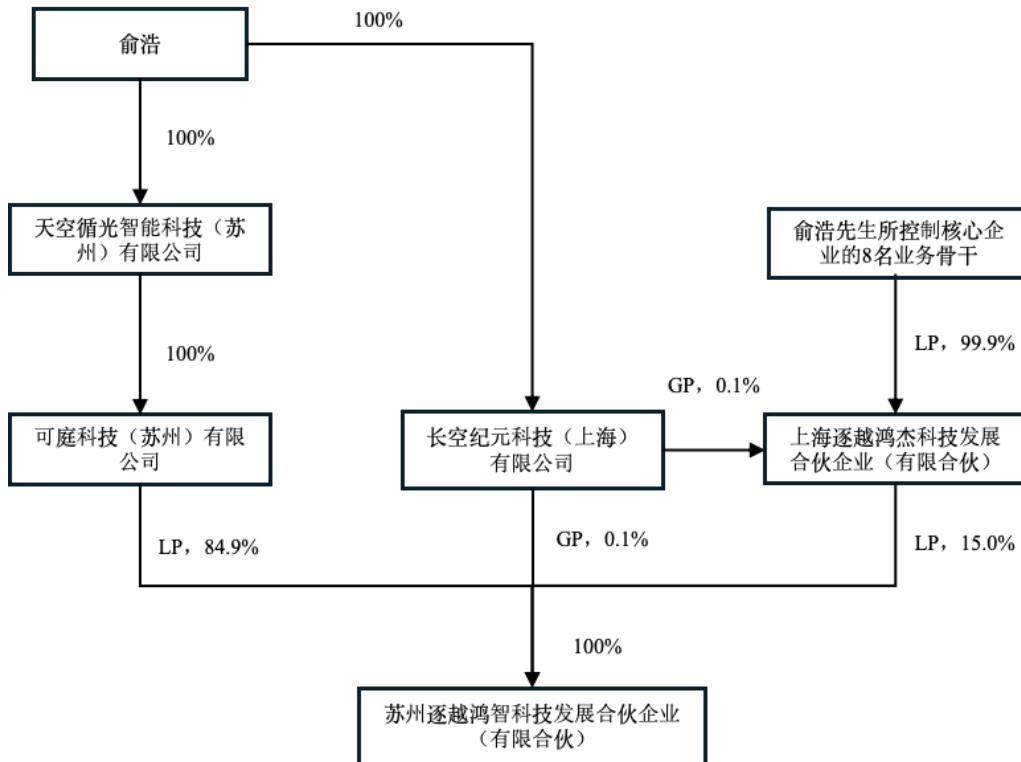 俞浩
100%
100%
天空循光智能科技（苏
州）有限公司
俞浩先生所控制核心企
业的8名业务骨干
100%
LP，99.9%
GP，0.1%
可庭科技（苏州）有限
公司
长空纪元科技（上海）
有限公司
上海逐越鸿杰科技发展
合伙企业（有限合伙）
LP，84.9%
GP，0.1%
LP，15.0%
100%
苏州逐越鸿智科技发展合伙企业
（有限合伙）